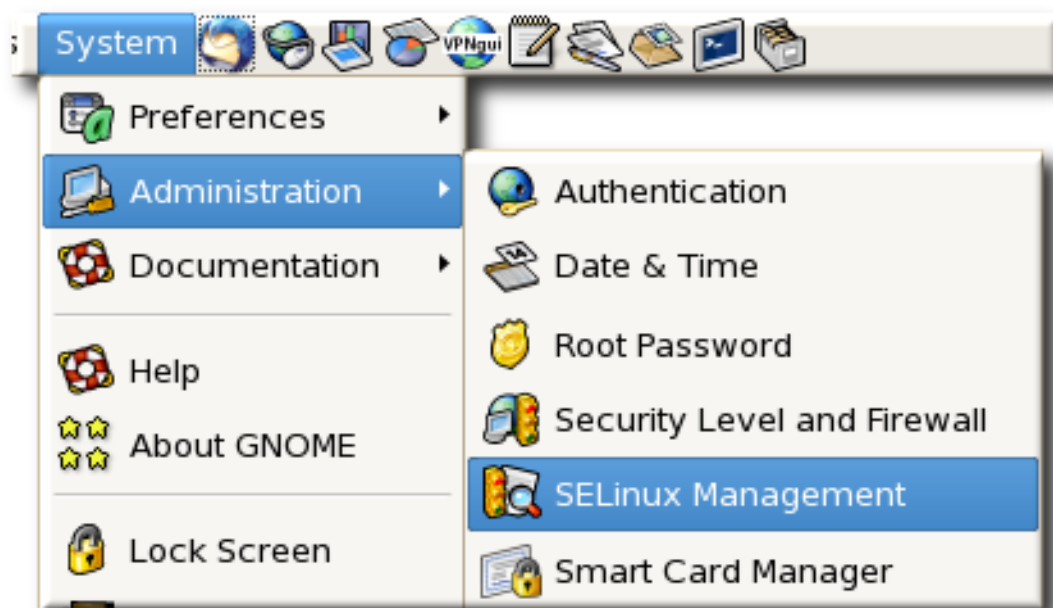 s System VPNgui
Preferences
Administration
Documentation
Help
About GNOME
Lock Screen
Authentication
Date & Time
Root Password
Security Level and Firewall
SELinux Management
Smart Card Manager